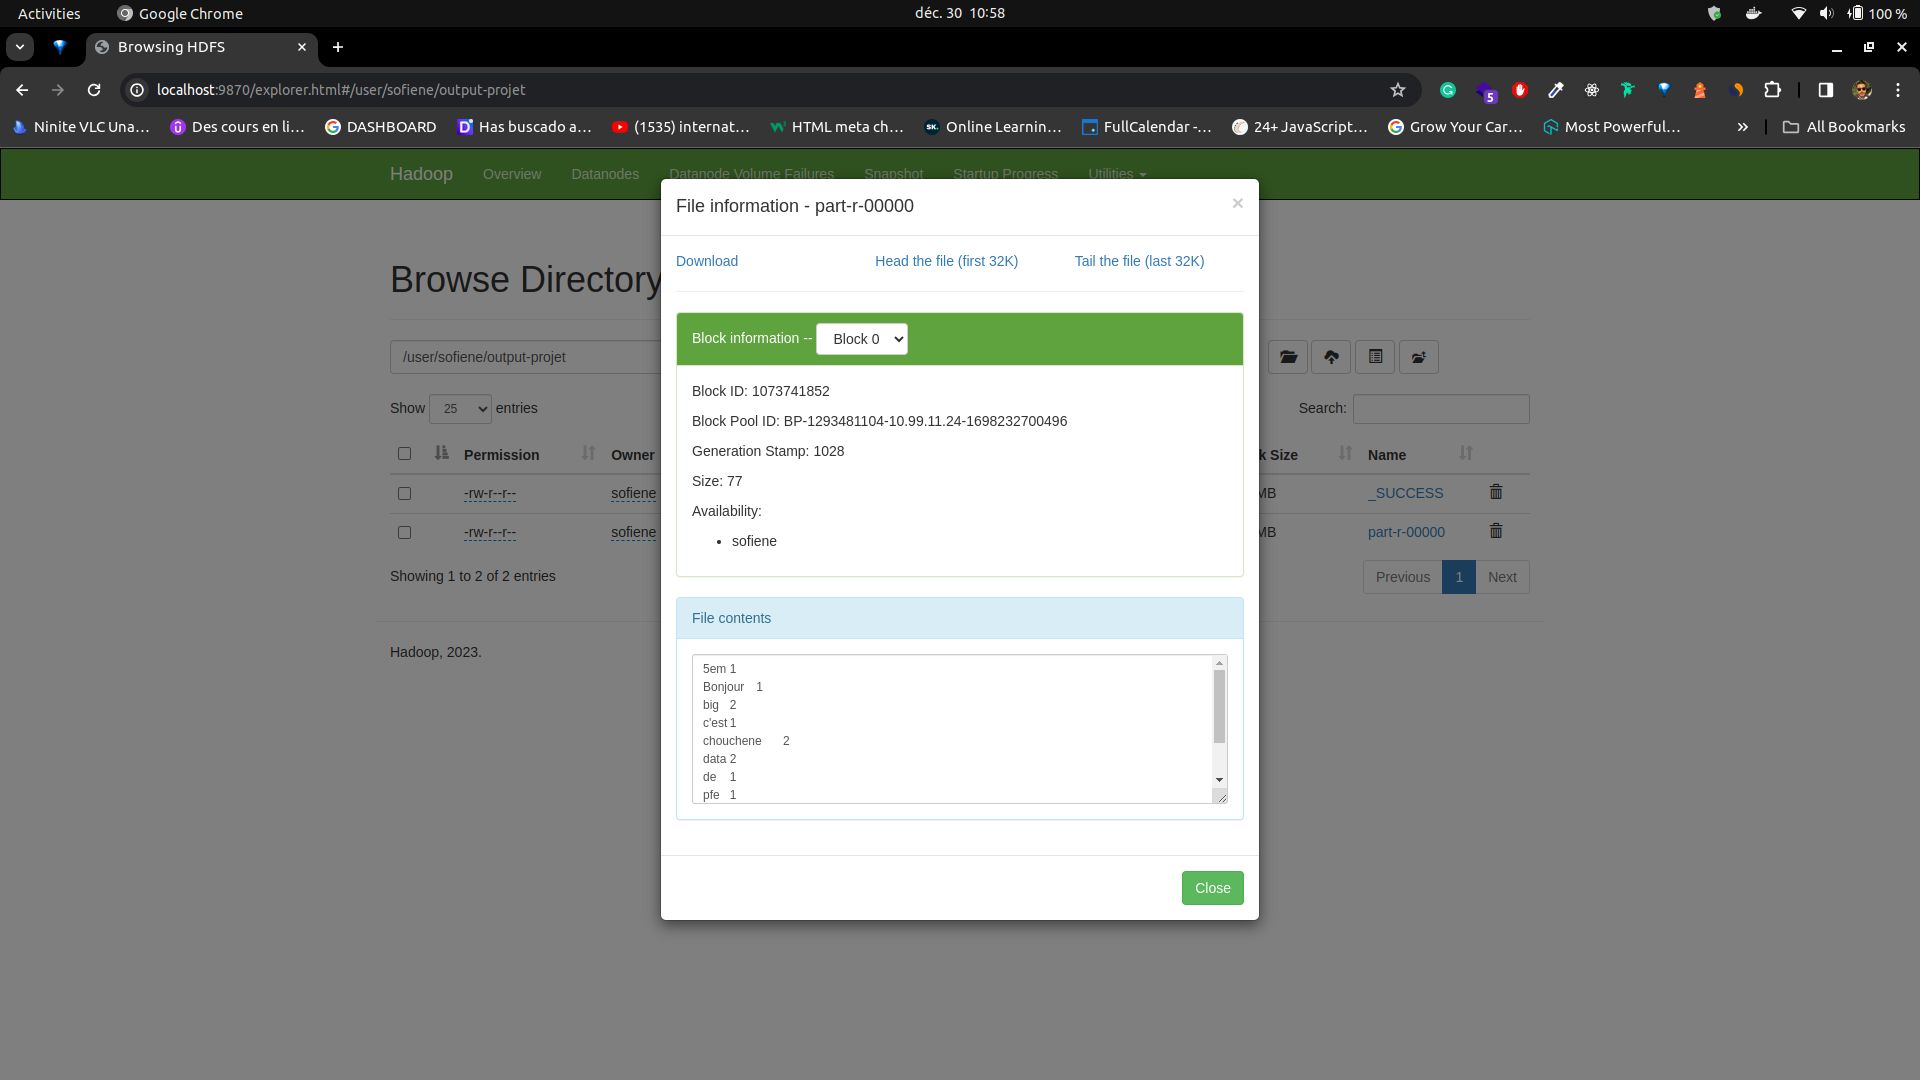 Activities
Google Chrome
déc. 30 10:58
100 %
Browsing HDFS
localhost:9870/explorer.html#/user/sofiene/output-projet
5
Ninite VLC Una...
Des cours en li...
DASHBOARD
Has buscado a...
(1535) internat...
HTML meta ch...
Online Learnin...
FullCalendar -...
24+ JavaScript...
Grow Your Car...
Most Powerful...
All Bookmarks
Hadoop
Overview
Datanodes
Datanode Volume Failures
Snapshot
Startup Progress
Utilities
File information - part-r-00000
×
Download
Head the file (first 32K)
Tail the file (last 32K)
Browse Directory
Block information --
Block 0
/user/sofiene/output-projet
Block ID: 1073741852
Show 25 entries
Search:
Block Pool ID: BP-1293481104-10.99.11.24-1698232700496
Permission
Owner
Generation Stamp: 1028
k Size
Name
Size: 77
-rw-r--r--
sofiene
MB
_SUCCESS
Availability:
sofiene
-rw-r--r--
sofiene
MB
part-r-00000
Showing 1 to 2 of 2 entries
Previous
1
Next
File contents
Hadoop, 2023.
5em 1
Bonjour 1
big 2
c'est 1
chouchene 2
data 2
de 1
pfe 1
Close